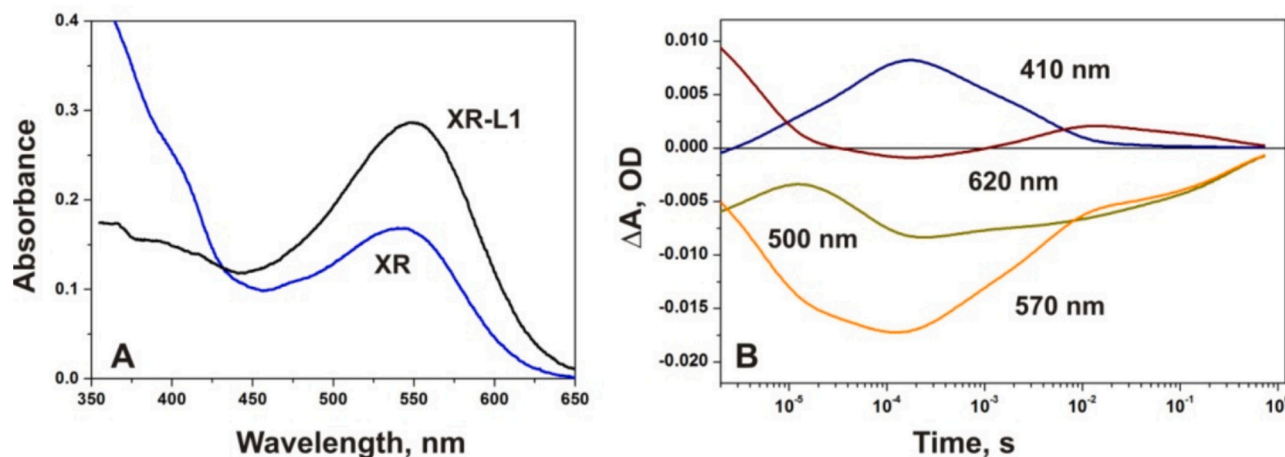 0.4
0.3
0.2
0.1
0.0
Absorbance
XR-L1
XR
A
350 400 450 500 550 600 650
Wavelength, nm
0.010
0.005
0.000
-0.005
-0.010
-0.015
-0.020
ΔA, OD
410 nm
620 nm
500 nm
570 nm
B
10⁻⁵ 10⁻⁴ 10⁻³ 10⁻² 10⁻¹ 10⁰
Time, s